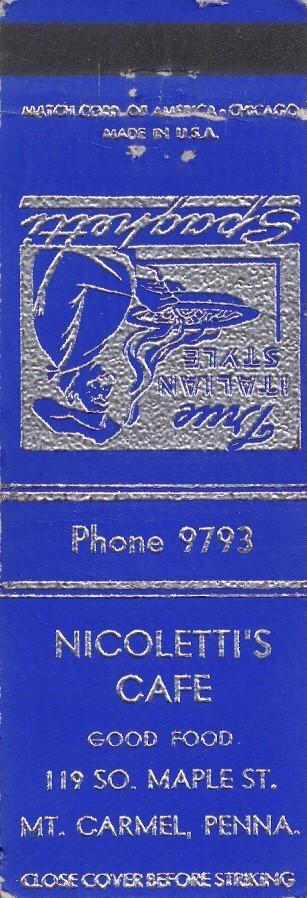 MATCH CORP. OF AMERICA - CHICAGO
MADE IN U.S.A.
True
ITALIAN
STYLE
Spaghetti
Phone 9793
NICOLETTI'S
CAFE
GOOD FOOD
119 SO. MAPLE ST.
MT. CARMEL, PENNA.
CLOSE COVER BEFORE STRIKING